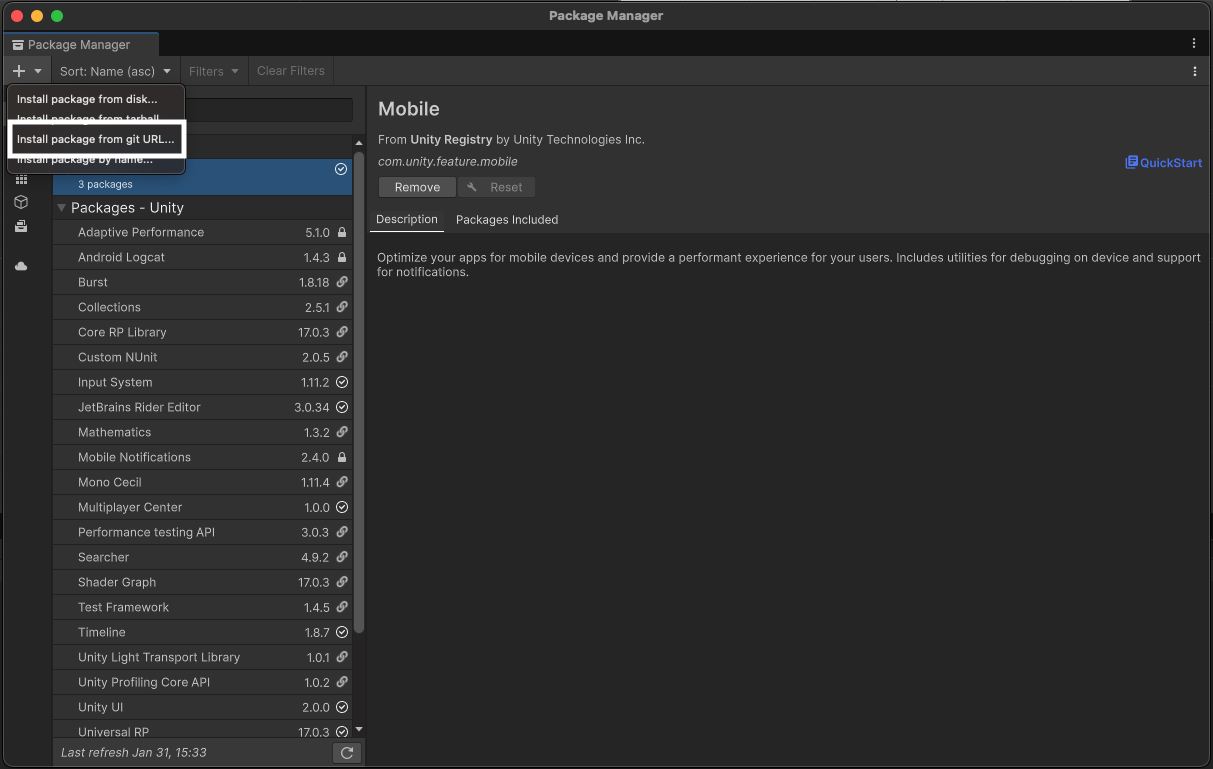 Package Manager
Package Manager
Sort: Name (asc)
Filters
Clear Filters
Install package from disk...
Install package from tarball
Install package from git URL...
Install package by name...
3 packages
Packages - Unity
Adaptive Performance 5.1.0
Android Logcat 1.4.3
Burst 1.8.18
Collections 2.5.1
Core RP Library 17.0.3
Custom NUnit 2.0.5
Input System 1.11.2
JetBrains Rider Editor 3.0.34
Mathematics 1.3.2
Mobile Notifications 2.4.0
Mono Cecil 1.11.4
Multiplayer Center 1.0.0
Performance testing API 3.0.3
Searcher 4.9.2
Shader Graph 17.0.3
Test Framework 1.4.5
Timeline 1.8.7
Unity Light Transport Library 1.0.1
Unity Profiling Core API 1.0.2
Unity UI 2.0.0
Universal RP 17.0.3
Last refresh Jan 31, 15:33
Mobile
From Unity Registry by Unity Technologies Inc.
com.unity.feature.mobile
QuickStart
Remove
Reset
Description
Packages Included
Optimize your apps for mobile devices and provide a performant experience for your users. Includes utilities for debugging on device and support
for notifications.